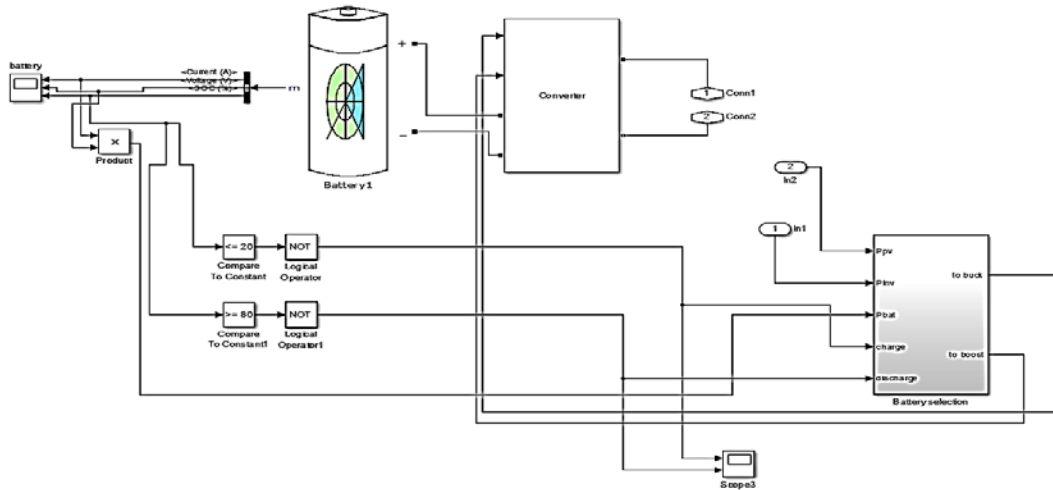 battery
<Current (A)>
<Voltage (V)>
<SOC (%)>
m
×
Product
+
−
Battery1
Converter
1
Conn1
2
Conn2
2
In2
1
In1
<= 20
Compare
To Constant
NOT
Logical
Operator
>= 80
Compare
To Constant1
NOT
Logical
Operator1
Ppv
PInv
Pbat
charge
discharge
to buck
to boost
Battery selection
Scope3